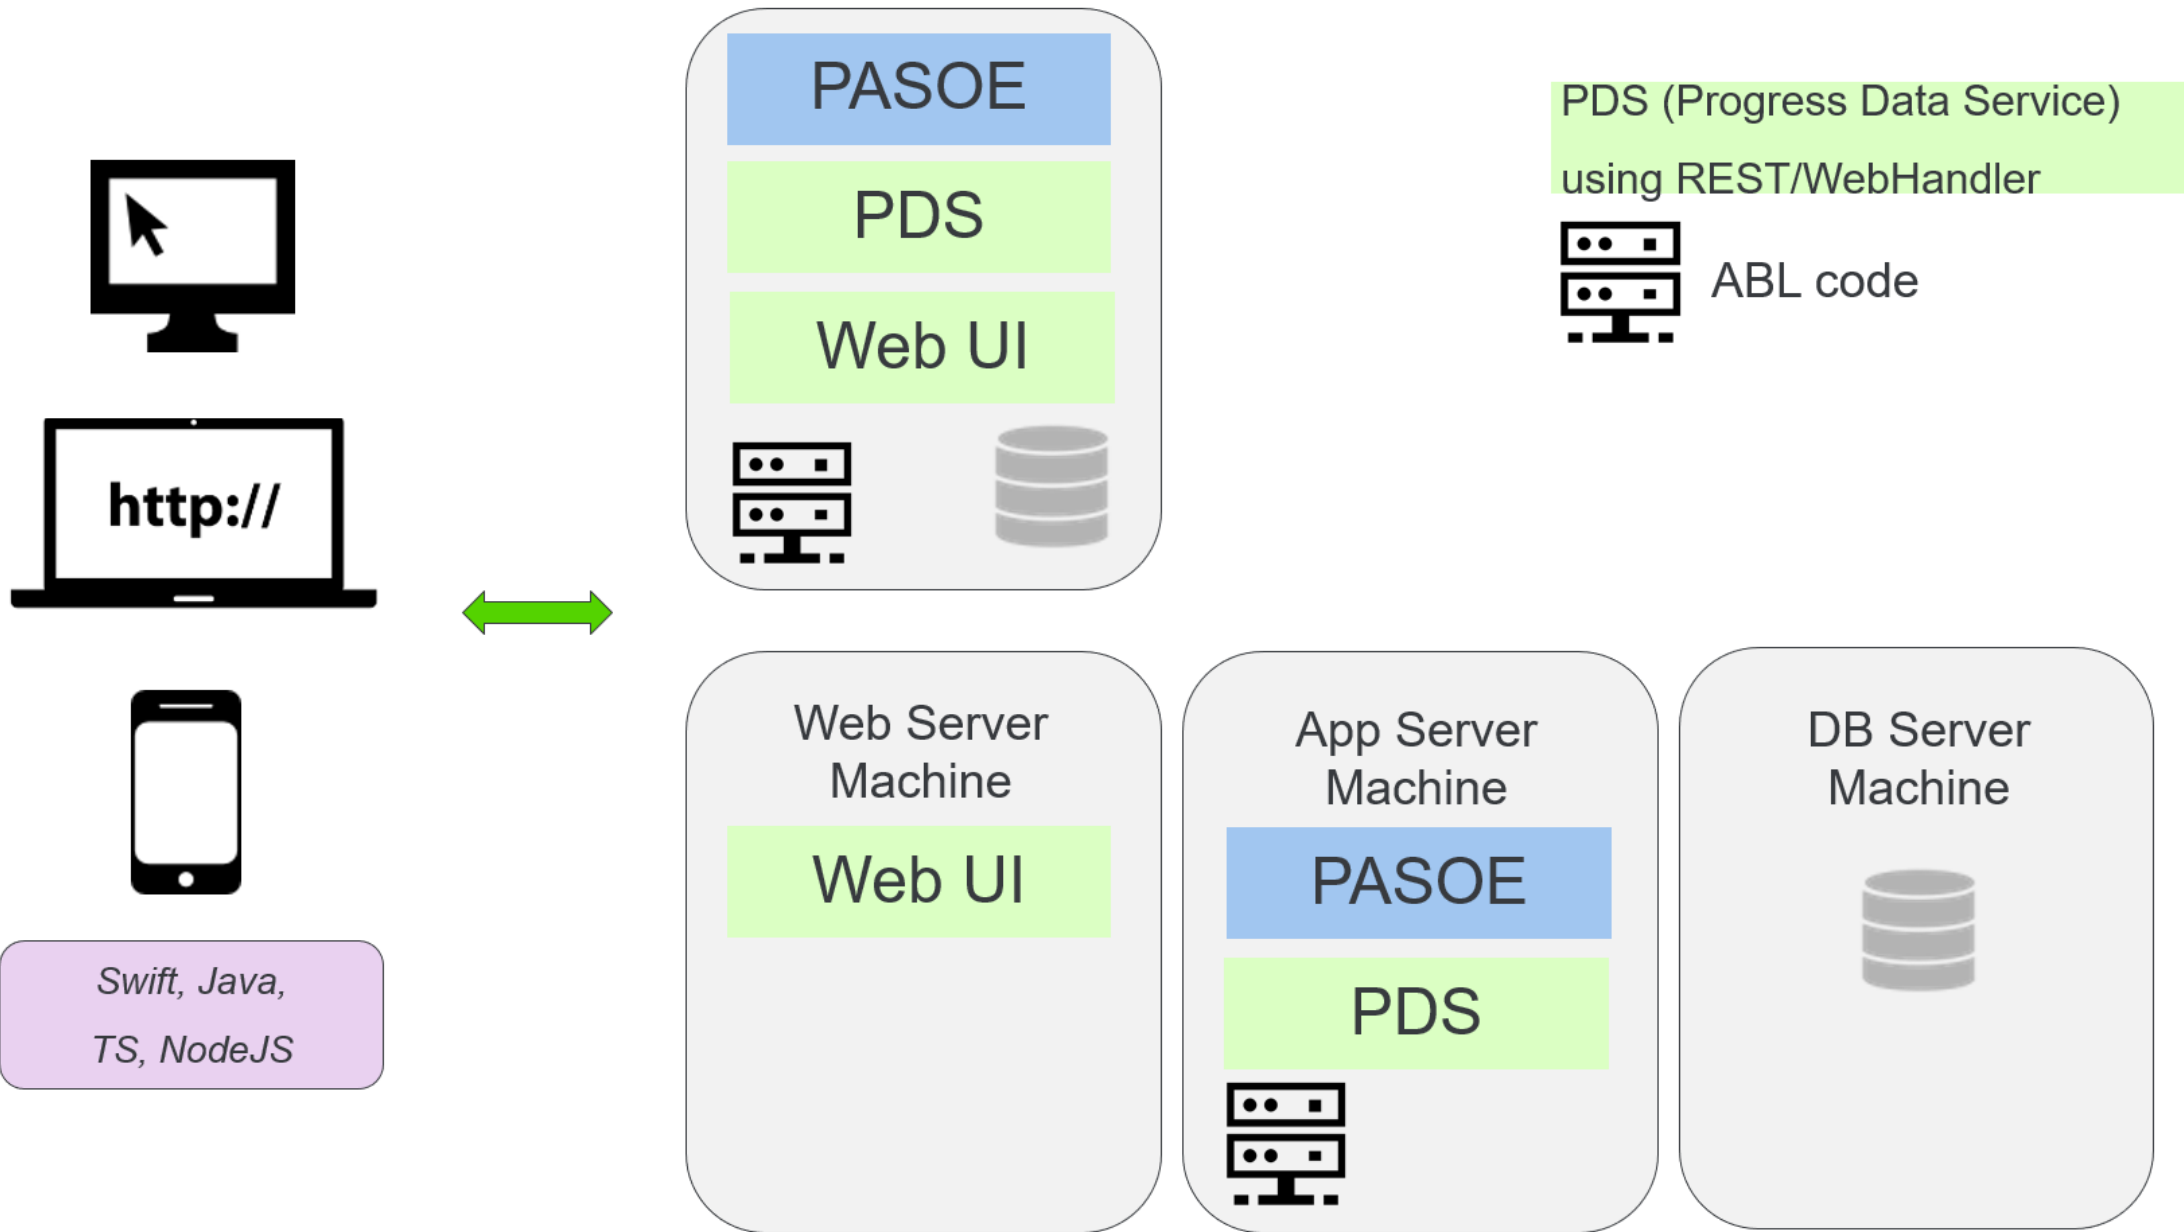 PASOE
PDS
Web UI
PDS (Progress Data Service)
using REST/WebHandler
ABL code
http://
Swift, Java,
TS, NodeJS
Web Server
Machine
Web UI
App Server
Machine
PASOE
PDS
DB Server
Machine